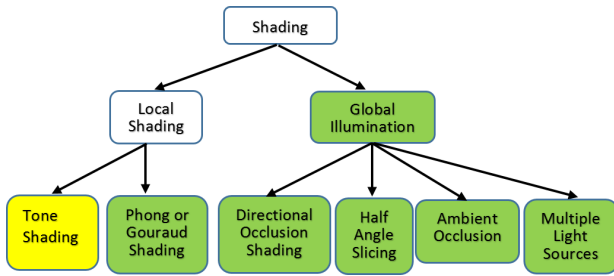 Shading
Local
Shading
Global
Illumination
Tone
Shading
Phong or
Gouraud
Shading
Directional
Occlusion
Shading
Half
Angle
Slicing
Ambient
Occlusion
Multiple
Light
Sources